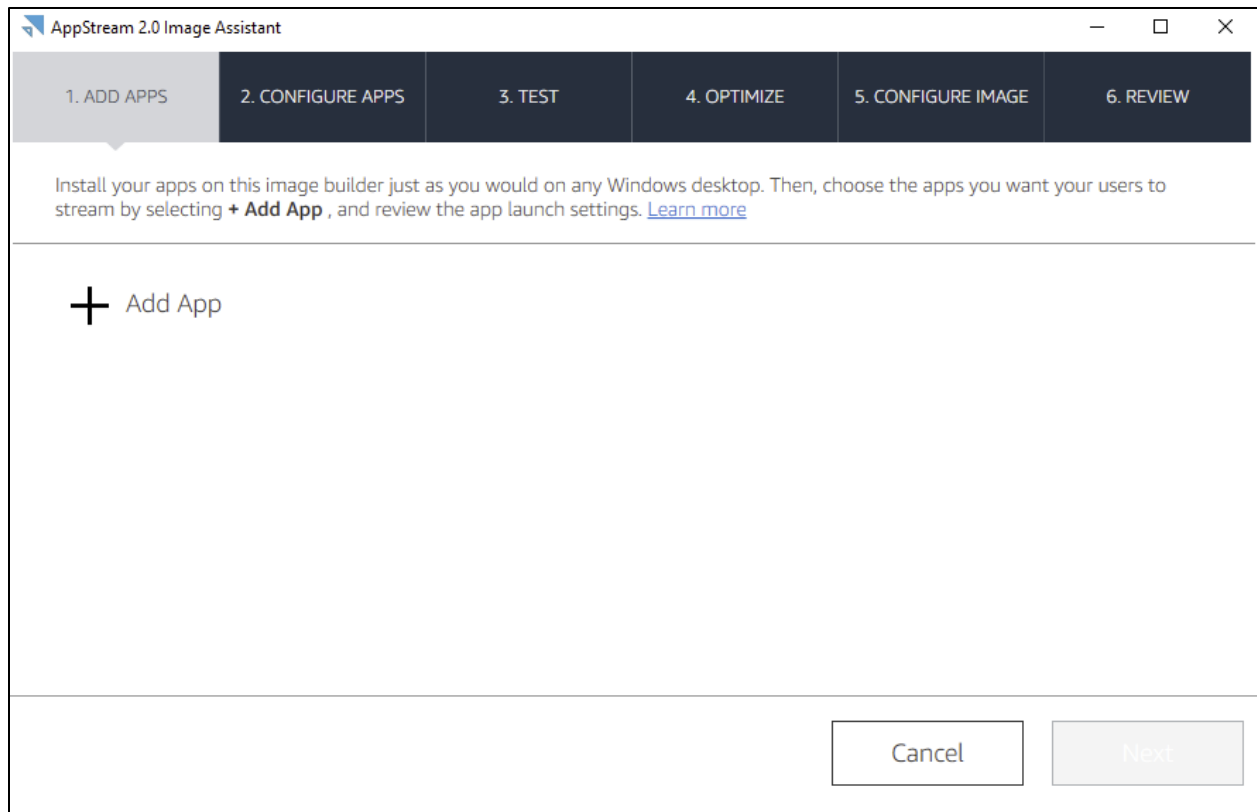 AppStream 2.0 Image Assistant
1. ADD APPS
2. CONFIGURE APPS
3. TEST
4. OPTIMIZE
5. CONFIGURE IMAGE
6. REVIEW
Install your apps on this image builder just as you would on any Windows desktop. Then, choose the apps you want your users to
stream by selecting + Add App , and review the app launch settings. Learn more
Add App
Cancel
Next